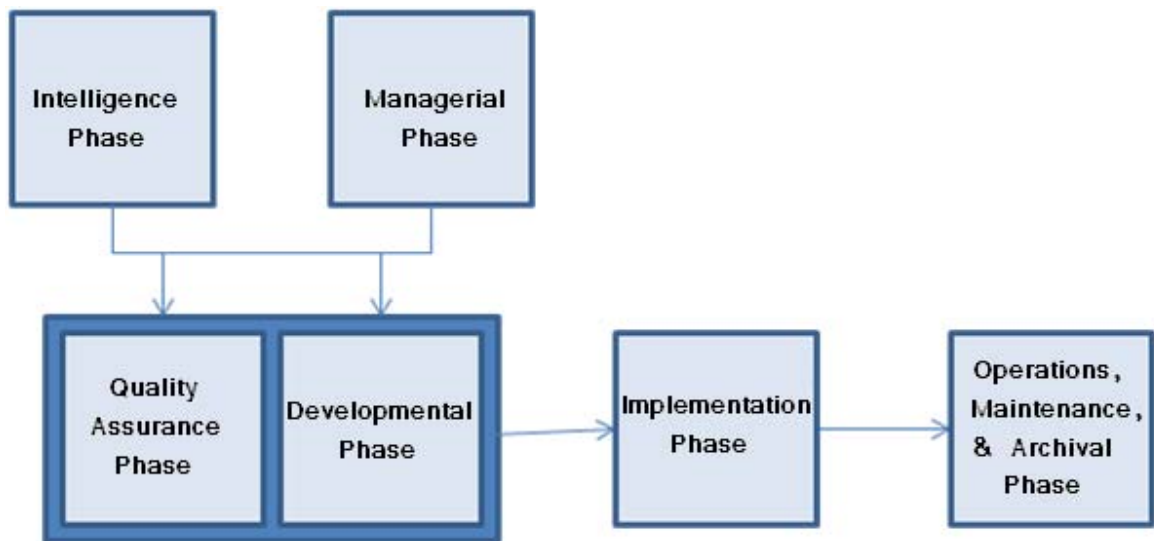 Intelligence
Phase
Managerial
Phase
Quality
Assurance
Phase
Developmental
Phase
Implementation
Phase
Operations,
Maintenance,
& Archival
Phase